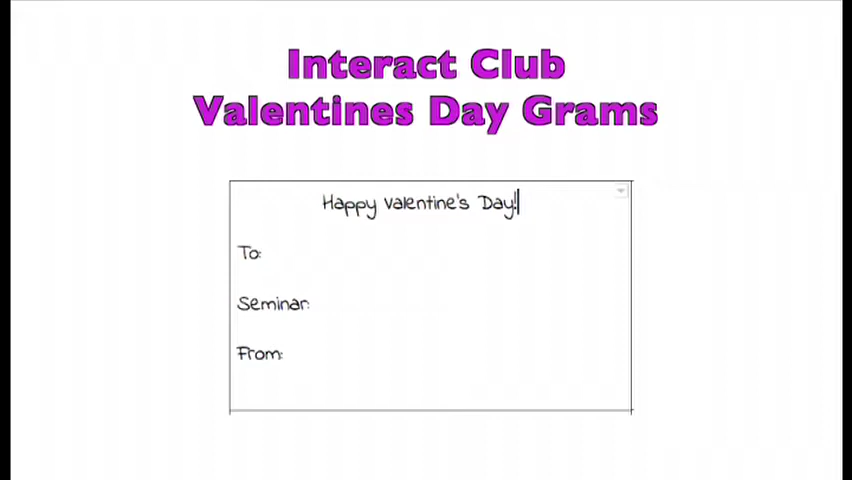 Interact Club
Valentines Day Grams
Happy Valentine's Day!
To:
Seminar:
From: